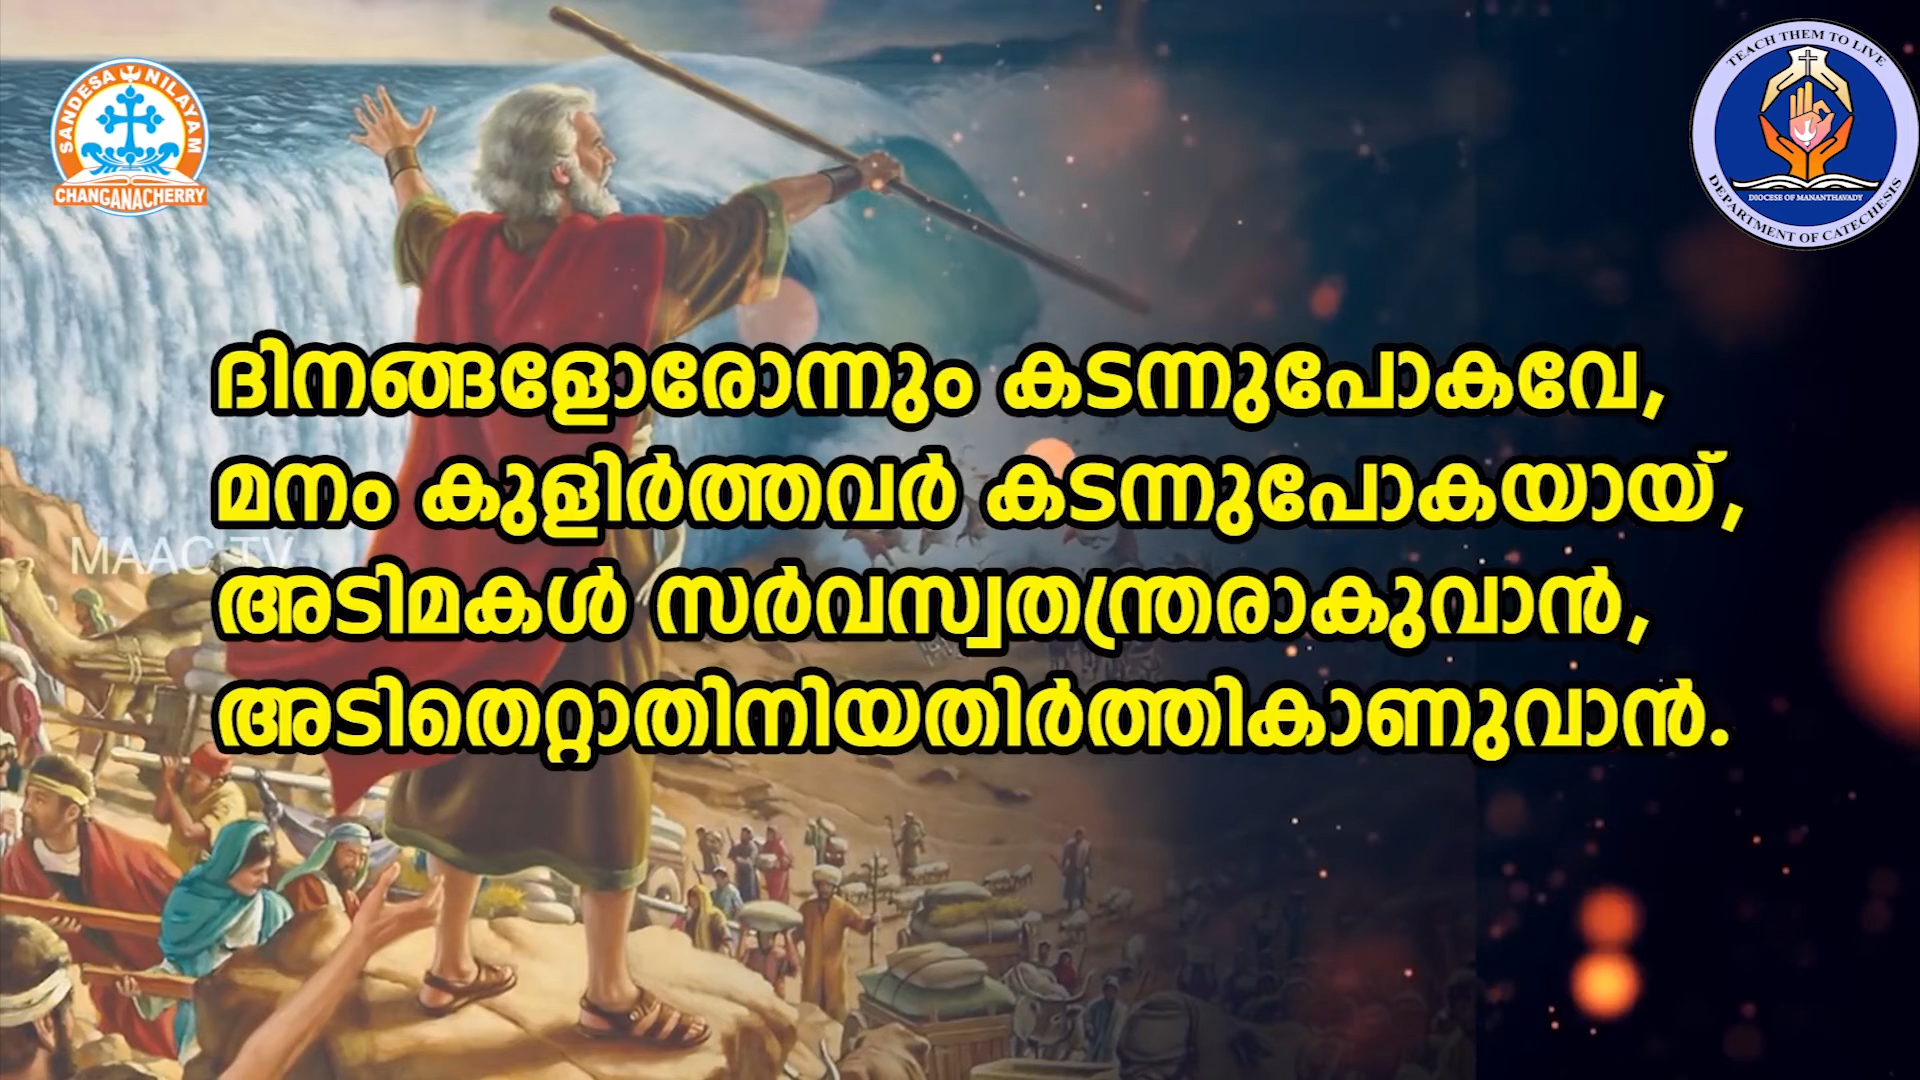 SANDESA NILAYAM
CHANGANACHERRY
TEACH THEM TO LIVE
DIOCESE OF MANANTHAVADY
DEPARTMENT OF CATECHESIS
ദിനങ്ങളോരോന്നും കടന്നുപോകവേ,
മനം കുളിർത്തവർ കടന്നുപോകയായ്,
MAAC TV
അടിമകൾ സർവസ്വതന്ത്രരാകുവാൻ,
അടിതെറ്റാതിനിയതിർത്തികാണുവാൻ.